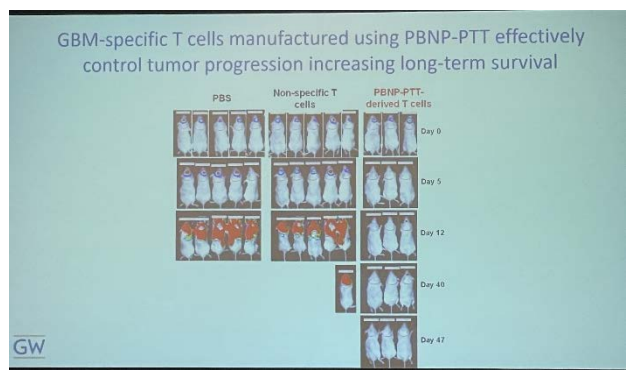 GBM-specific T cells manufactured using PBNP-PTT effectively
control tumor progression increasing long-term survival
PBS
Non-specific T
cells
PBNP-PTT-
derived T cells
Day 0
Day 5
Day 12
Day 40
Day 47
GW